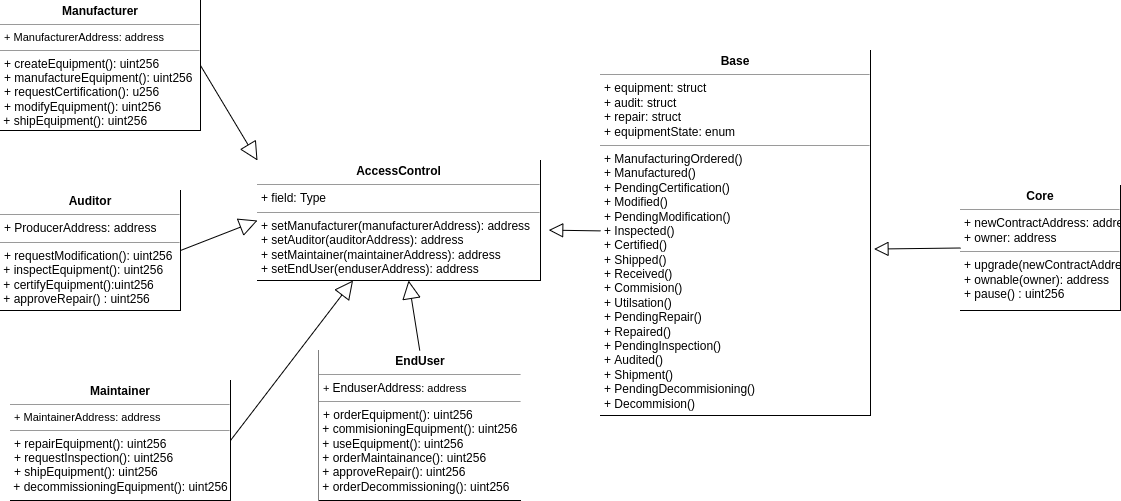 Manufacturer
+ ManufacturerAddress: address
+ createEquipment(): uint256
+ manufactureEquipment(): uint256
+ requestCertification(): u256
+ modifyEquipment(): uint256
+ shipEquipment(): uint256
Auditor
+ ProducerAddress: address
+ requestModification(): uint256
+ inspectEquipment(): uint256
+ certifyEquipment():uint256
+ approveRepair() : uint256
Maintainer
+ MaintainerAddress: address
+ repairEquipment(): uint256
+ requestInspection(): uint256
+ shipEquipment(): uint256
+ decommissioningEquipment(): uint256
AccessControl
+ field: Type
+ setManufacturer(manufacturerAddress): address
+ setAuditor(auditorAddress): address
+ setMaintainer(maintainerAddress): address
+ setEndUser(enduserAddress): address
EndUser
+ EnduserAddress: address
+ orderEquipment(): uint256
+ commisioningEquipment(): uint256
+ useEquipment(): uint256
+ orderMaintainance(): uint256
+ approveRepair(): uint256
+ orderDecommissioning(): uint256
Base
+ equipment: struct
+ audit: struct
+ repair: struct
+ equipmentState: enum
+ ManufacturingOrdered()
+ Manufactured()
+ PendingCertification()
+ Modified()
+ PendingModification()
+ Inspected()
+ Certified()
+ Shipped()
+ Received()
+ Commision()
+ Utilsation()
+ PendingRepair()
+ Repaired()
+ PendingInspection()
+ Audited()
+ Shipment()
+ PendingDecommisioning()
+ Decommision()
Core
+ newContractAddress: addre
+ owner: address
+ upgrade(newContractAddre
+ ownable(owner): address
+ pause() : uint256